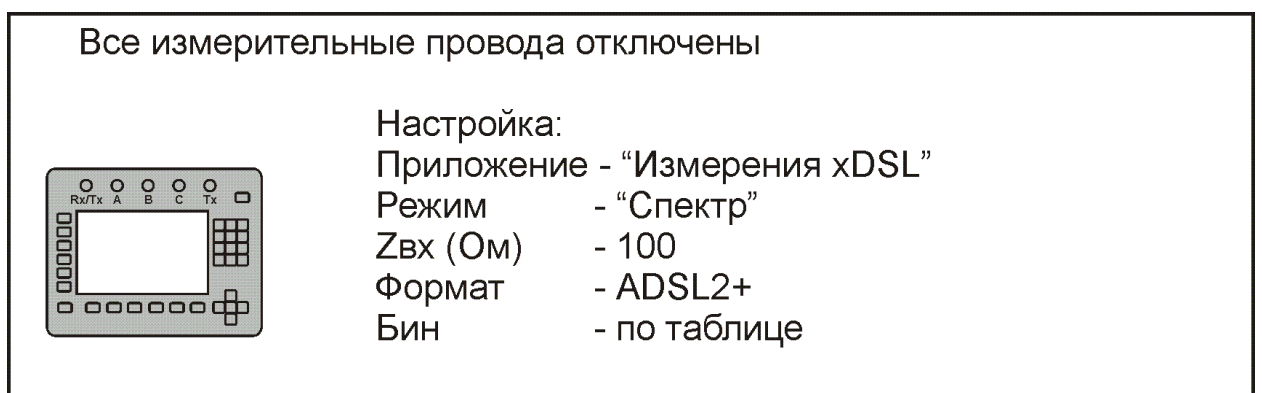 Все измерительные провода отключены
Настройка:
Приложение - “Измерения xDSL”
Режим - “Спектр”
Zвх (Ом) - 100
Формат - ADSL2+
Бин - по таблице
Rx/Tx A B C Tx